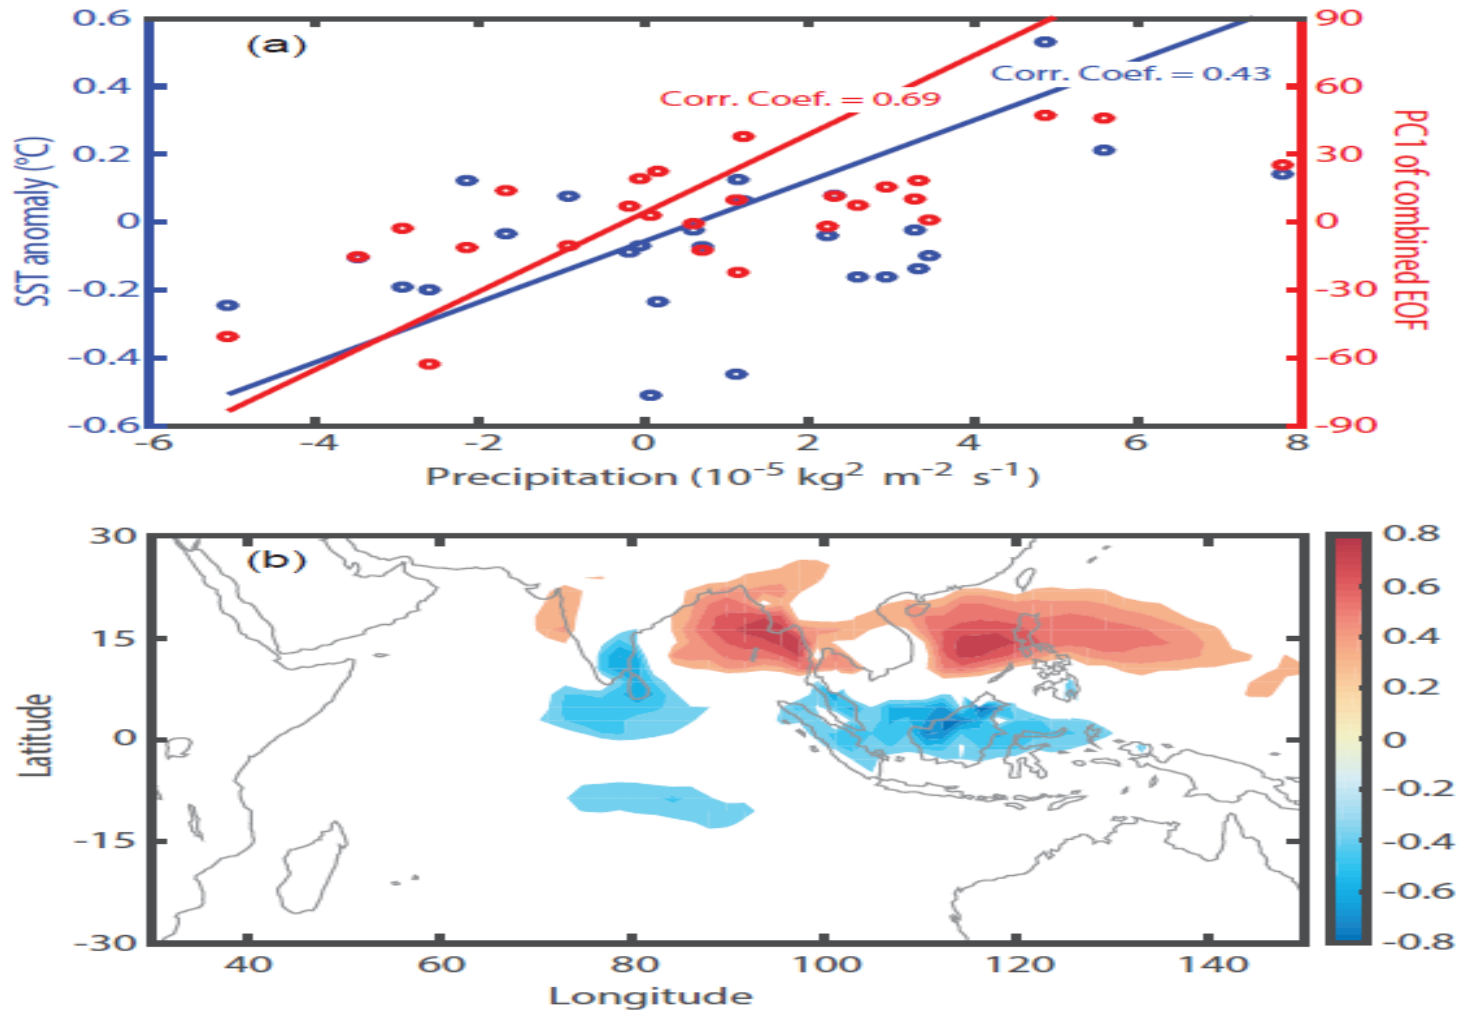 0.6
0.4
0.2
0
-0.2
-0.4
-0.6
SST anomaly (°C)
(a)
Corr. Coef. = 0.69
Corr. Coef. = 0.43
90
60
30
0
-30
-60
-90
PC1 of combined EOF
-6 -4 -2 0 2 4 6 8
Precipitation (10⁻⁵ kg² m⁻² s⁻¹)
30
15
0
-15
-30
Latitude
(b)
0.8
0.6
0.4
0.2
0
-0.2
-0.4
-0.6
-0.8
40 60 80 100 120 140
Longitude